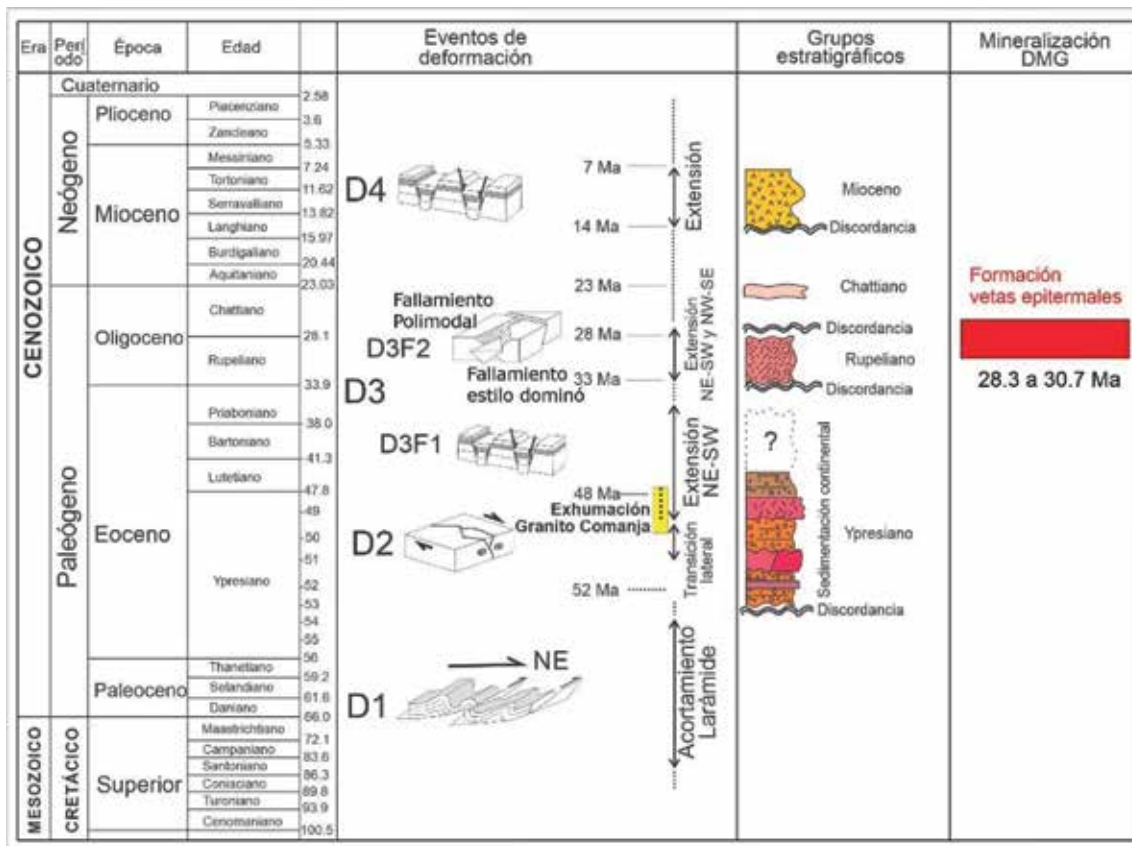 Era
Perí
odo
Época
Edad
Eventos de
deformación
Grupos
estratigráficos
Mineralización
DMG
CENOZOICO
MESOZOICO
Cuaternario
Neógeno
Paleógeno
CRETÁCICO
Plioceno
Mioceno
Oligoceno
Eoceno
Paleoceno
Superior
Piacenziano
Zancleano
Messiniano
Tortoniano
Serravalliano
Langhiano
Burdigaliano
Aquitaniano
Chattiano
Rupeliano
Priaboniano
Bartoniano
Lutetiano
Ypresiano
Thanetiano
Selandiano
Daniano
Maastrichtiano
Campaniano
Santoniano
Coniaciano
Turoniano
Cenomaniano
2.58
3.6
5.33
7.24
11.62
13.82
15.97
20.44
23.03
28.1
33.9
38.0
41.3
47.8
49
50
51
52
53
54
55
56
59.2
61.6
66.0
72.1
83.6
86.3
89.8
93.9
100.5
D4
7 Ma
14 Ma
Extensión
23 Ma
Fallamiento
Polimodal
D3F2
28 Ma
Fallamiento
estilo dominó
33 Ma
Extensión
NE-SW y NW-SE
D3
D3F1
Extensión
NE-SW
48 Ma
Exhumación
Granito Comanja
D2
Transición
lateral
52 Ma
NE
D1
Acortamiento
Larámide
Mioceno
Discordancia
Chattiano
Discordancia
Rupeliano
Discordancia
?
Sedimentación continental
Ypresiano
Discordancia
Formación
vetas epitermales
28.3 a 30.7 Ma